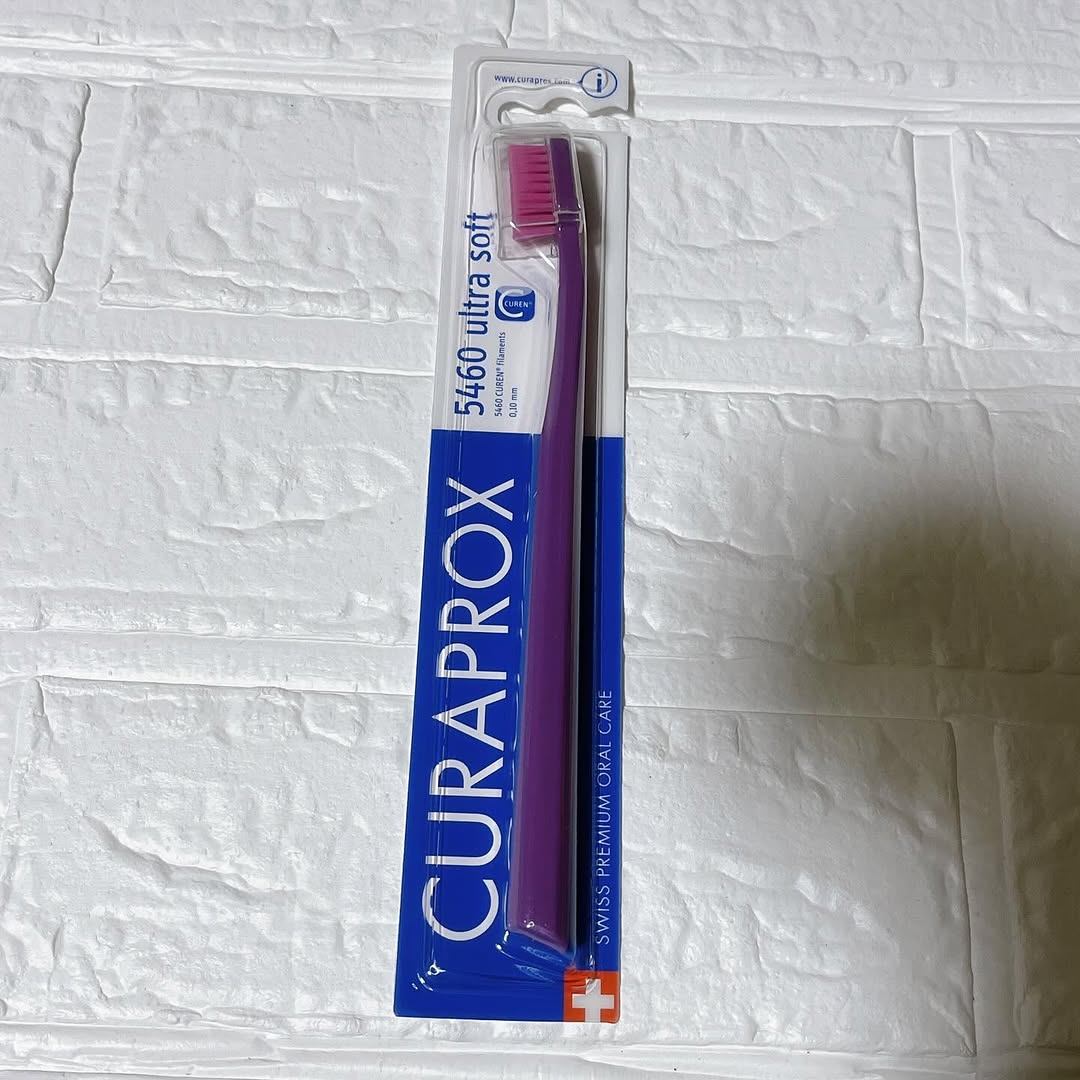 www.curaprox.com
i
5460 ultra soft
CUREN®
5460 CUREN® filaments
0,10 mm
CURAPROX
SWISS PREMIUM ORAL CARE